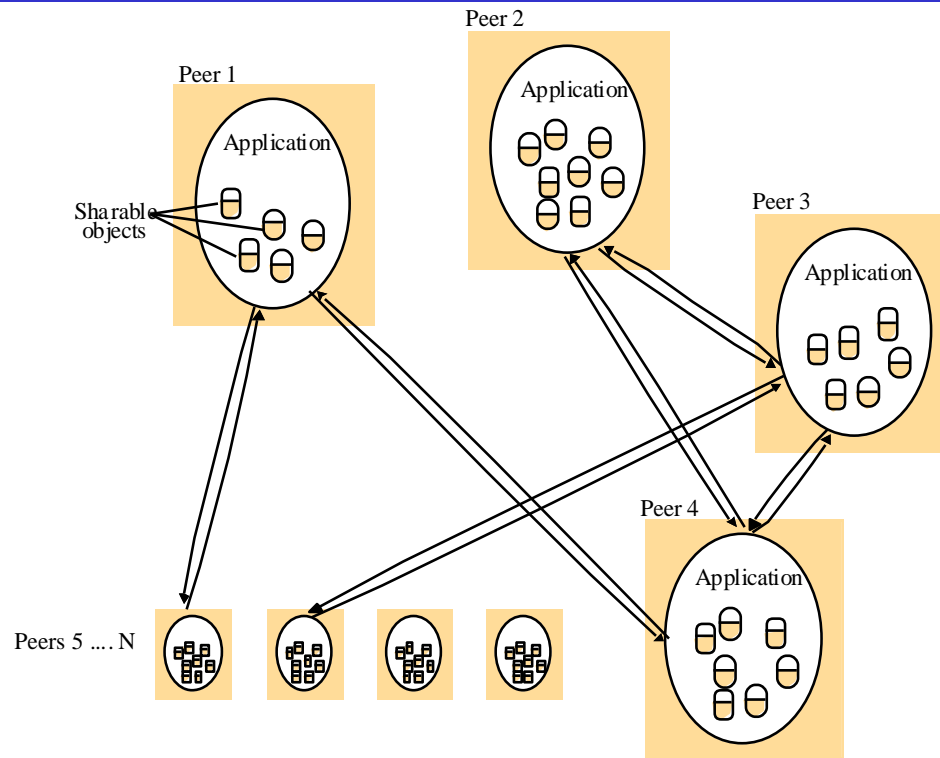 Peer 2
Peer 1
Application
Application
Peer 3
Sharable
objects
Application
Peer 4
Application
Peers 5 .... N